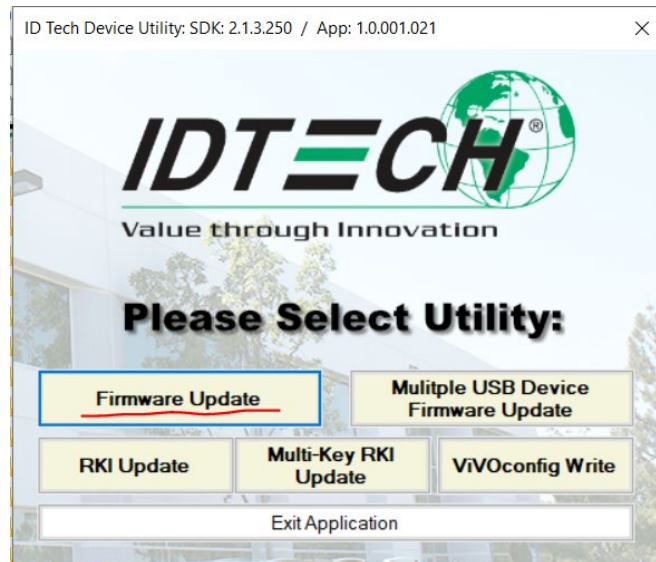 ID Tech Device Utility: SDK: 2.1.3.250 / App: 1.0.001.021
IDTECH®
Value through Innovation
Please Select Utility:
Firmware Update
Mulitple USB Device
Firmware Update
RKI Update
Multi-Key RKI
Update
ViVOconfig Write
Exit Application